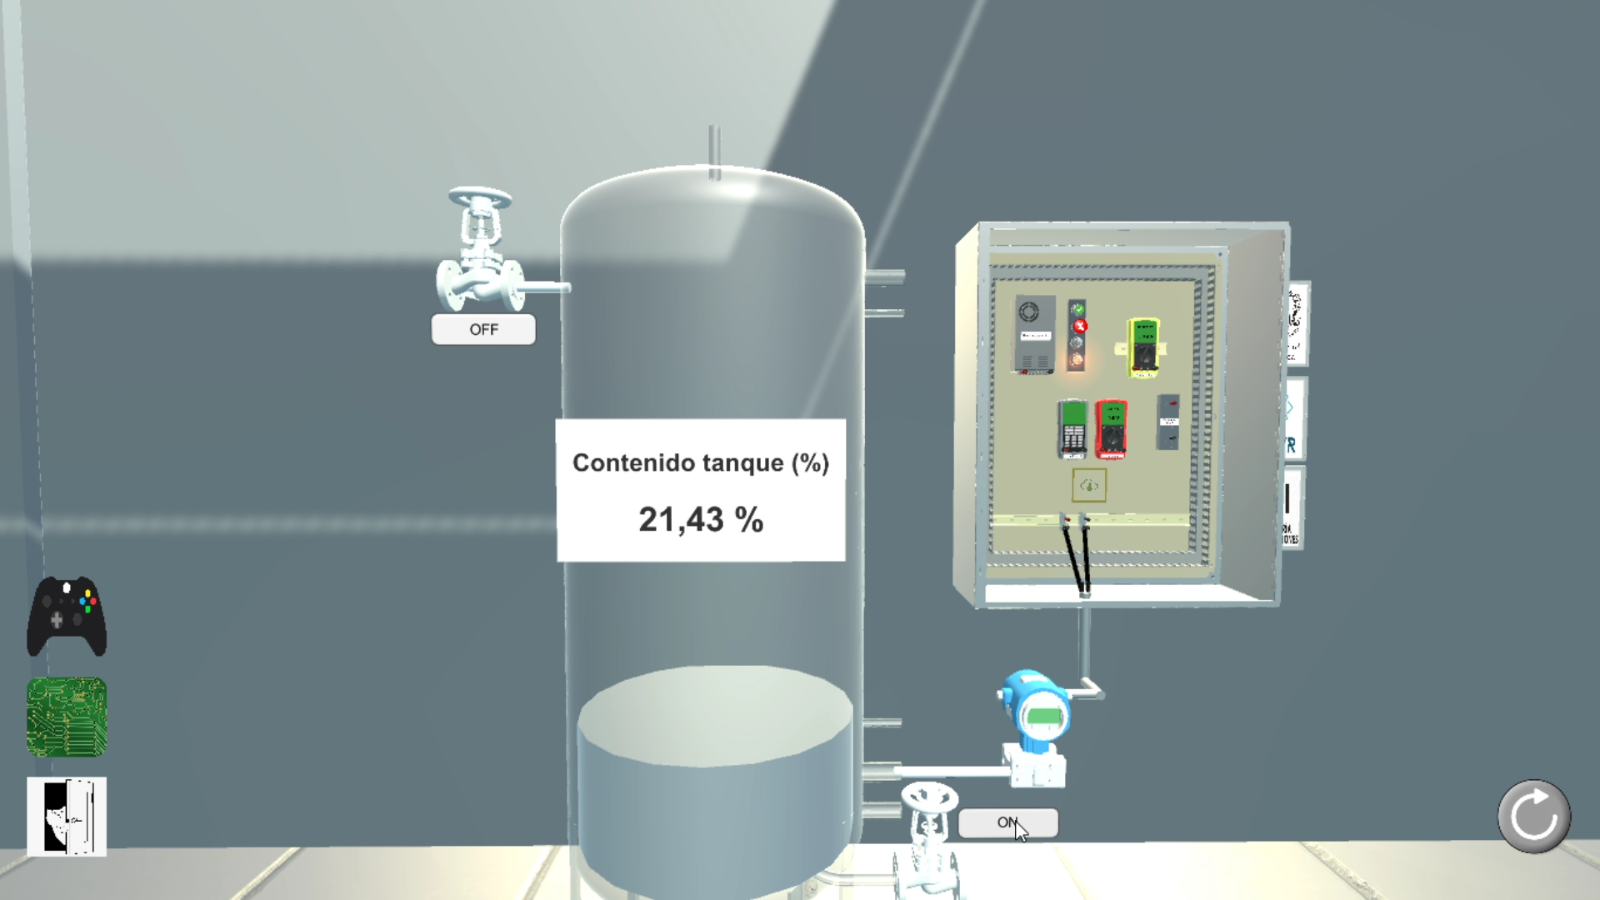 OFF
Contenido tanque (%)
21,43 %
ON